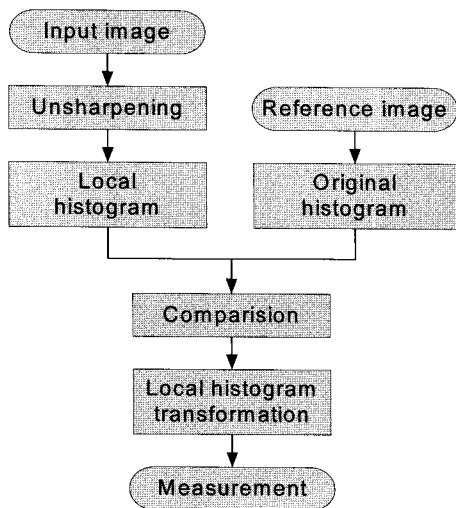 Input image
Unsharpening
Reference image
Local
histogram
Original
histogram
Comparision
Local histogram
transformation
Measurement